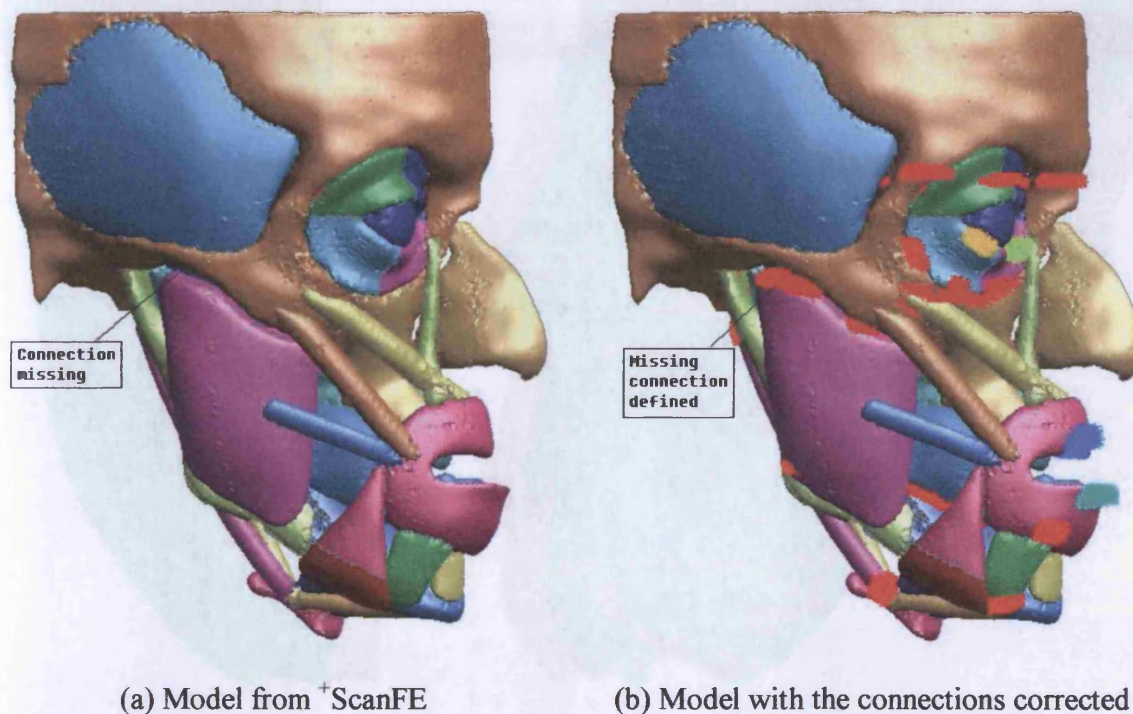 Connection
missing
Missing
connection
defined
(a) Model from ⁺ScanFE
(b) Model with the connections corrected